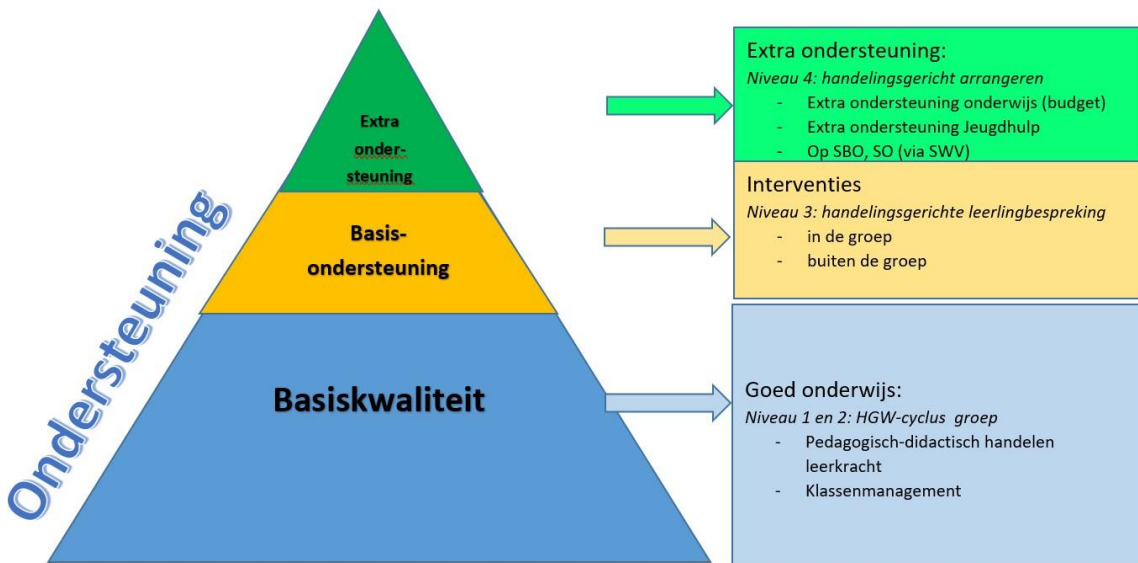 Ondersteuning
Extra
onder-
steuning
Basis-
ondersteuning
Basiskwaliteit
Extra ondersteuning:
Niveau 4: handelingsgericht arrangeren
- Extra ondersteuning onderwijs (budget)
- Extra ondersteuning Jeugdhulp
- Op SBO, SO (via SWV)
Interventies
Niveau 3: handelingsgerichte leerlingbespreking
- in de groep
- buiten de groep
Goed onderwijs:
Niveau 1 en 2: HGW-cyclus groep
- Pedagogisch-didactisch handelen
leerkracht
- Klassenmanagement